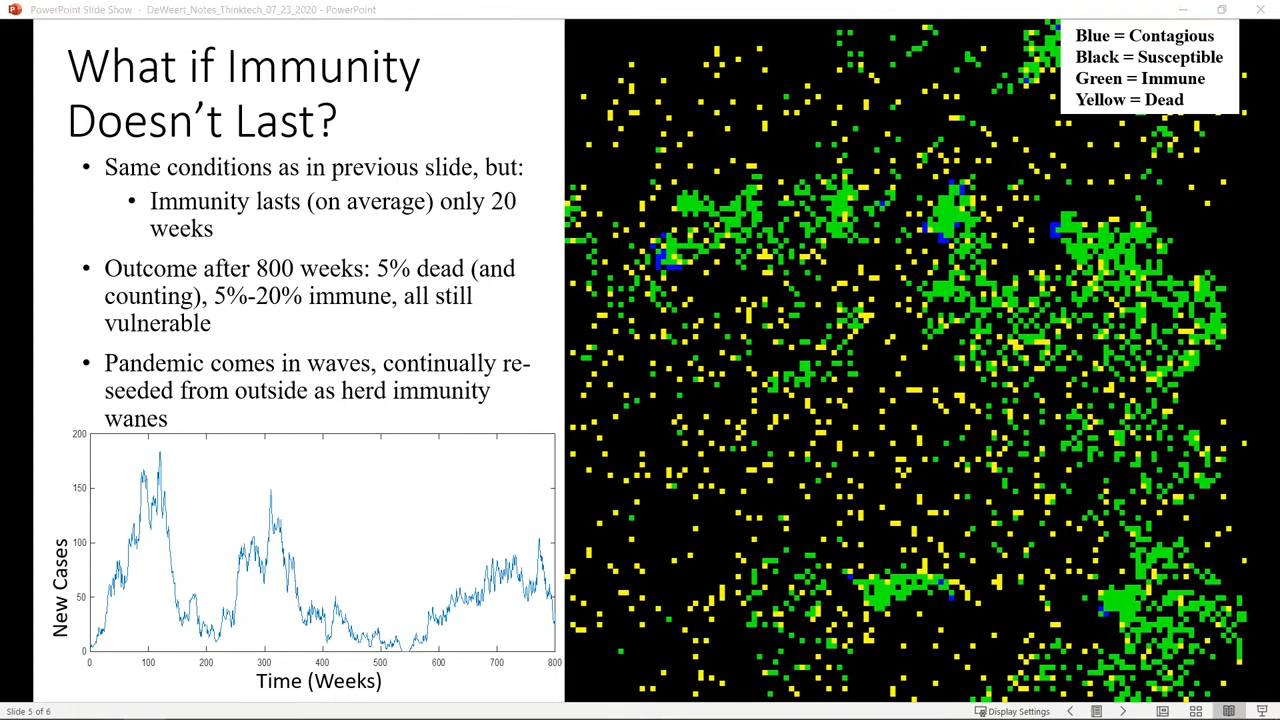 PowerPoint Slide Show - DeWeert_Notes_Thinktech_07_23_2020 - PowerPoint
What if Immunity
Doesn’t Last?
• Same conditions as in previous slide, but:
• Immunity lasts (on average) only 20
weeks
• Outcome after 800 weeks: 5% dead (and
counting), 5%-20% immune, all still
vulnerable
• Pandemic comes in waves, continually re-
seeded from outside as herd immunity
wanes
200
150
100
50
0
New Cases
0 100 200 300 400 500 600 700 800
Time (Weeks)
Blue = Contagious
Black = Susceptible
Green = Immune
Yellow = Dead
Slide 5 of 6
Display Settings